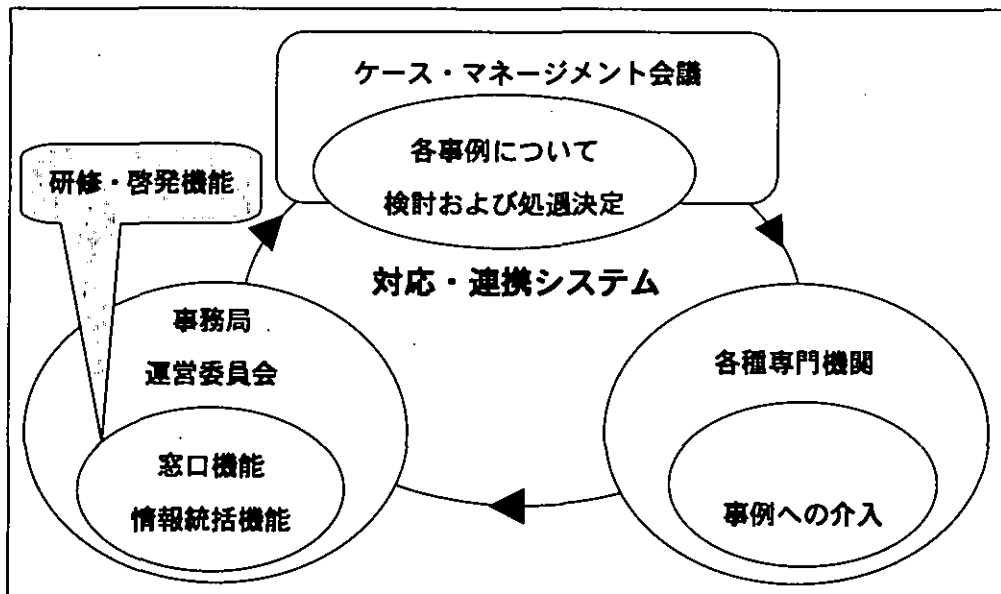 ケース・マネージメント会議
各事例について
検討および処遇決定
研修・啓発機能
対応・連携システム
事務局
運営委員会
窓口機能
情報統括機能
各種専門機関
事例への介入